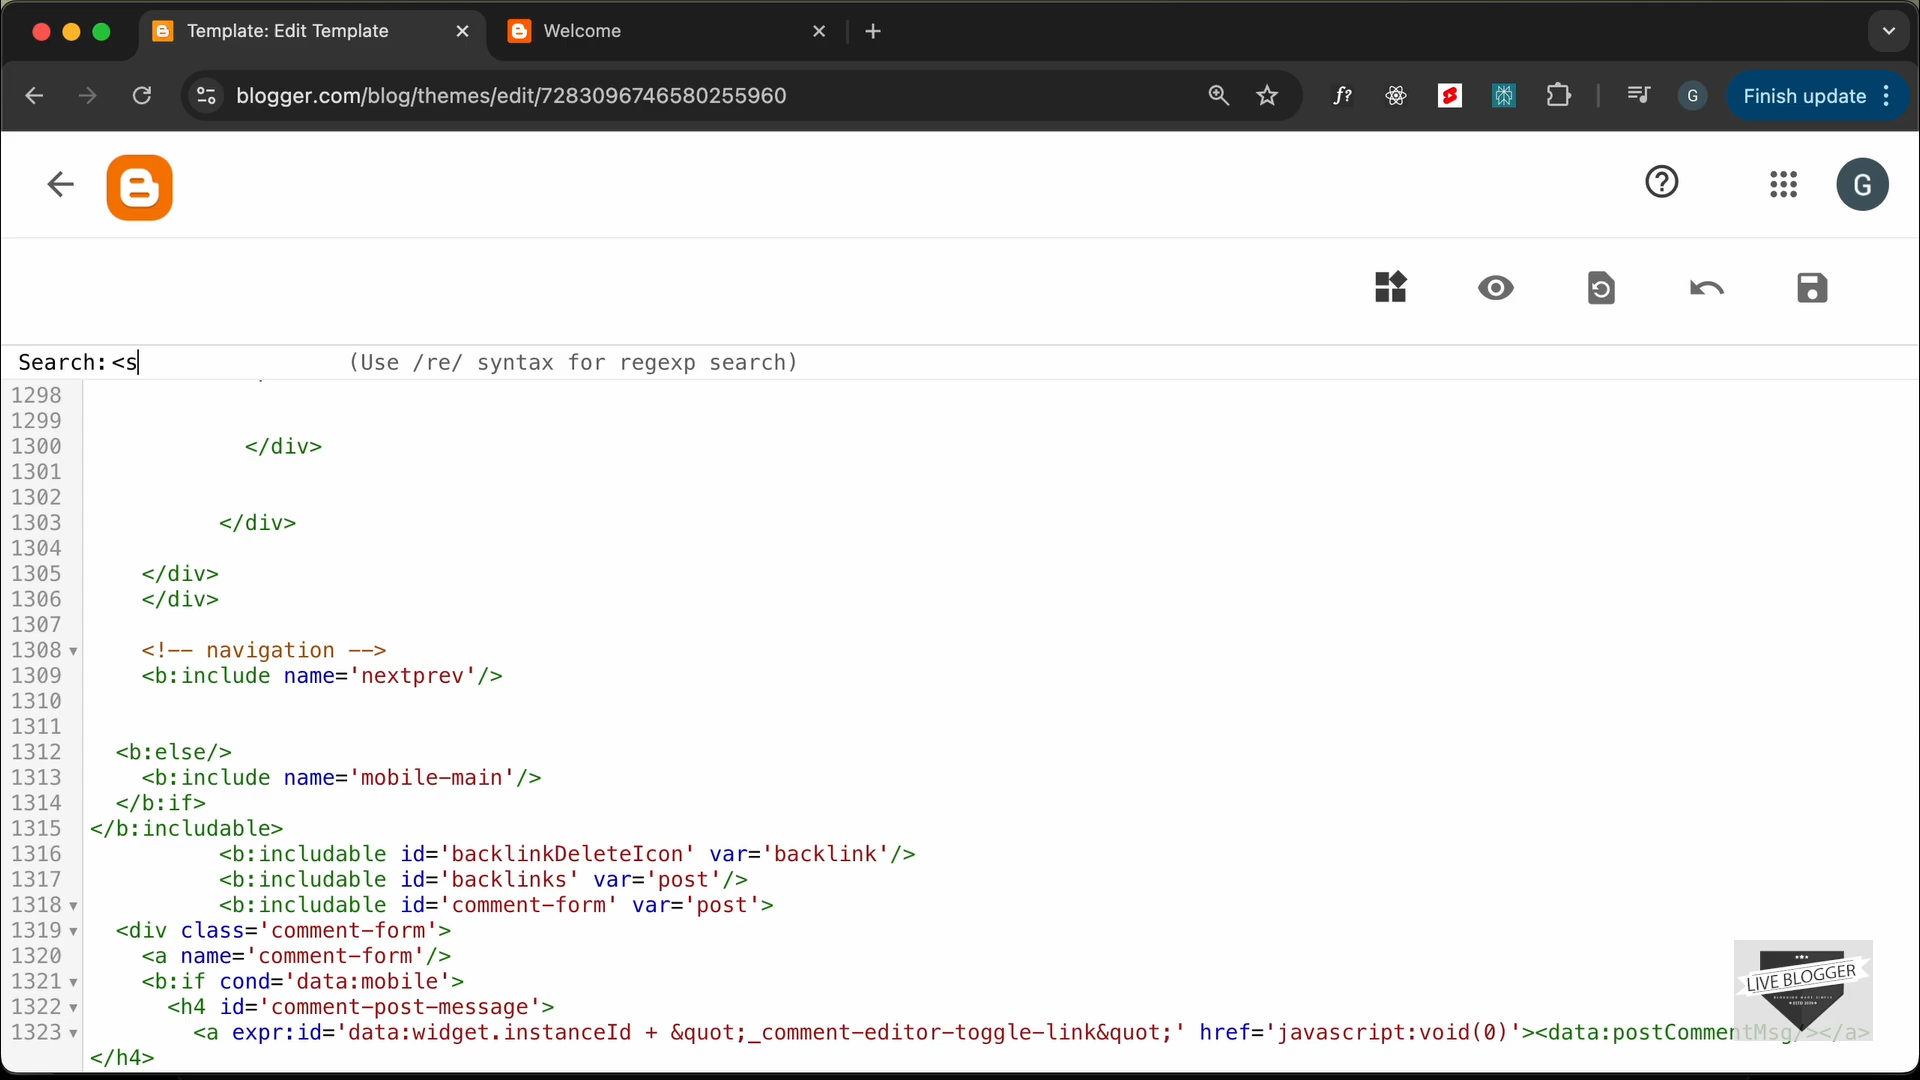 Template: Edit Template
Welcome
blogger.com/blog/themes/edit/7283096746580255960
f?
G
Finish update
G
Search: <s (Use /re/ syntax for regexp search)
1298
1299
1300 </div>
1301
1302
1303 </div>
1304
1305 </div>
1306 </div>
1307
1308 <!-- navigation -->
1309 <b:include name='nextprev'/>
1310
1311
1312 <b:else/>
1313 <b:include name='mobile-main'/>
1314 </b:if>
1315 </b:includable>
1316 <b:includable id='backlinkDeleteIcon' var='backlink'/>
1317 <b:includable id='backlinks' var='post'/>
1318 <b:includable id='comment-form' var='post'>
1319 <div class='comment-form'>
1320 <a name='comment-form'/>
1321 <b:if cond='data:mobile'>
1322 <h4 id='comment-post-message'>
1323 <a expr:id='data:widget.instanceId + &quot;_comment-editor-toggle-link&quot;' href='javascript:void(0)'><data:postCommentMsg/></a>
</h4>
LIVE BLOGGER